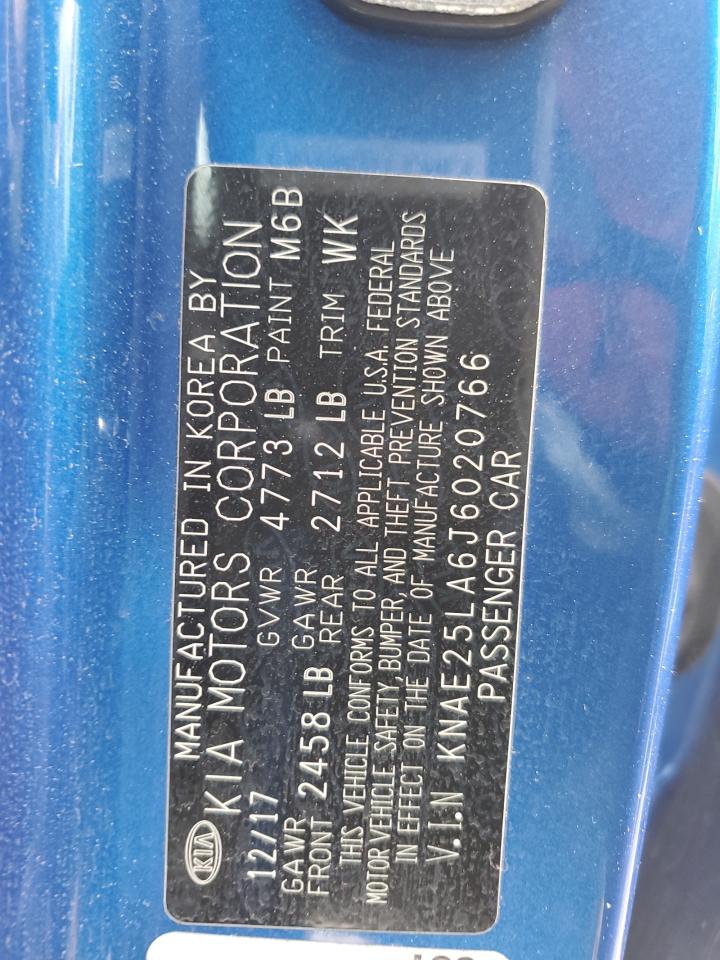 KIA
MANUFACTURED IN KOREA BY
KIA MOTORS CORPORATION
12/17 GVWR 4773 LB PAINT M6B
GAWR GAWR
FRONT 2458 LB REAR 2712 LB TRIM WK
THIS VEHICLE CONFORMS TO ALL APPLICABLE U.S.A. FEDERAL
MOTOR VEHICLE SAFETY, BUMPER, AND THEFT PREVENTION STANDARDS
IN EFFECT ON THE DATE OF MANUFACTURE SHOWN ABOVE
V.I.N KNAE25LA6J6020766
PASSENGER CAR